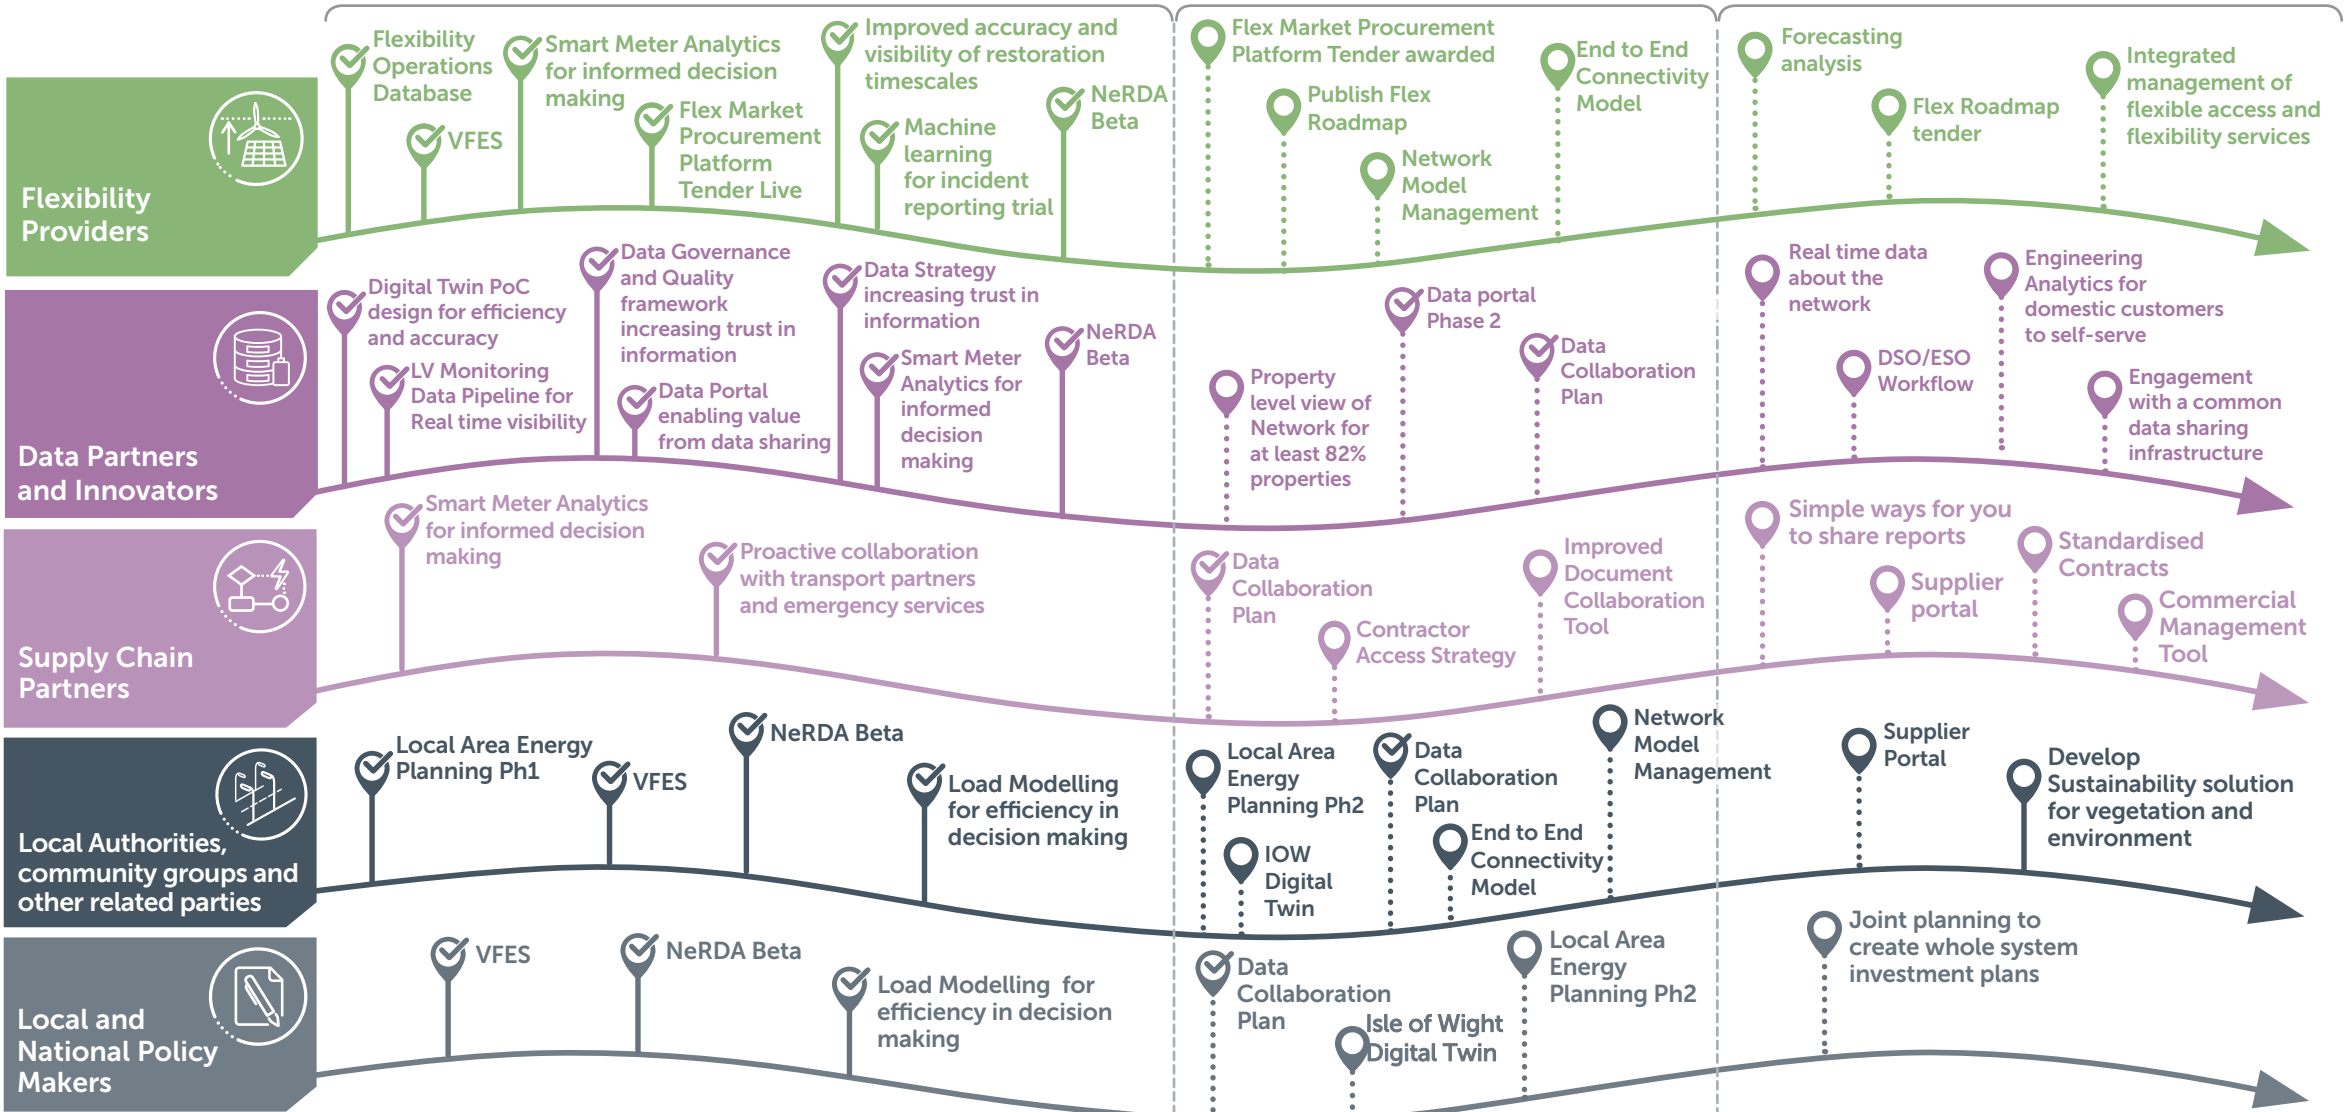 Flexibility
Providers
Flexibility
Operations
Database
VFES
Smart Meter Analytics
for informed decision
making
Flex Market
Procurement
Platform
Tender Live
Improved accuracy and
visibility of restoration
timescales
Machine
learning
for incident
reporting trial
NeRDA
Beta
Flex Market Procurement
Platform Tender awarded
Publish Flex
Roadmap
Network
Model
Management
End to End
Connectivity
Model
Forecasting
analysis
Flex Roadmap
tender
Integrated
management of
flexible access and
flexibility services
Data Partners
and Innovators
Digital Twin PoC
design for efficiency
and accuracy
LV Monitoring
Data Pipeline for
Real time visibility
Data Governance
and Quality
framework
increasing trust in
information
Data Portal
enabling value
from data sharing
Data Strategy
increasing trust in
information
Smart Meter
Analytics for
informed
decision
making
NeRDA
Beta
Property
level view of
Network for
at least 82%
properties
Data portal
Phase 2
Data
Collaboration
Plan
Real time data
about the
network
DSO/ESO
Workflow
Engineering
Analytics for
domestic customers
to self-serve
Engagement
with a common
data sharing
infrastructure
Supply Chain
Partners
Smart Meter Analytics
for informed decision
making
Proactive collaboration
with transport partners
and emergency services
Data
Collaboration
Plan
Contractor
Access Strategy
Improved
Document
Collaboration
Tool
Simple ways for you
to share reports
Supplier
portal
Standardised
Contracts
Commercial
Management
Tool
Local Authorities,
community groups and
other related parties
Local Area Energy
Planning Ph1
VFES
NeRDA Beta
Load Modelling
for efficiency in
decision making
Local Area
Energy
Planning Ph2
IOW
Digital
Twin
Data
Collaboration
Plan
End to End
Connectivity
Model
Network
Model
Management
Supplier
Portal
Develop
Sustainability solution
for vegetation and
environment
Local and
National Policy
Makers
VFES
NeRDA Beta
Load Modelling for
efficiency in decision
making
Data
Collaboration
Plan
Isle of Wight
Digital Twin
Local Area
Energy
Planning Ph2
Joint planning to
create whole system
investment plans